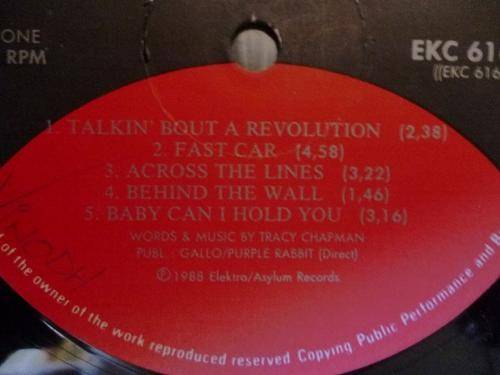 ONE
RPM
EKC 61
((EKC 616
1. TALKIN' BOUT A REVOLUTION (2,38)
2. FAST CAR (4,58)
3. ACROSS THE LINES (3,22)
4. BEHIND THE WALL (1,46)
5. BABY CAN I HOLD YOU (3,16)
WORDS & MUSIC BY TRACY CHAPMAN
PUBL. : GALLO/PURPLE RABBIT (Direct)
℗1988 Elektra/Asylum Records.
VINODH
of the owner of the work reproduced reserved Copying Public Performance and